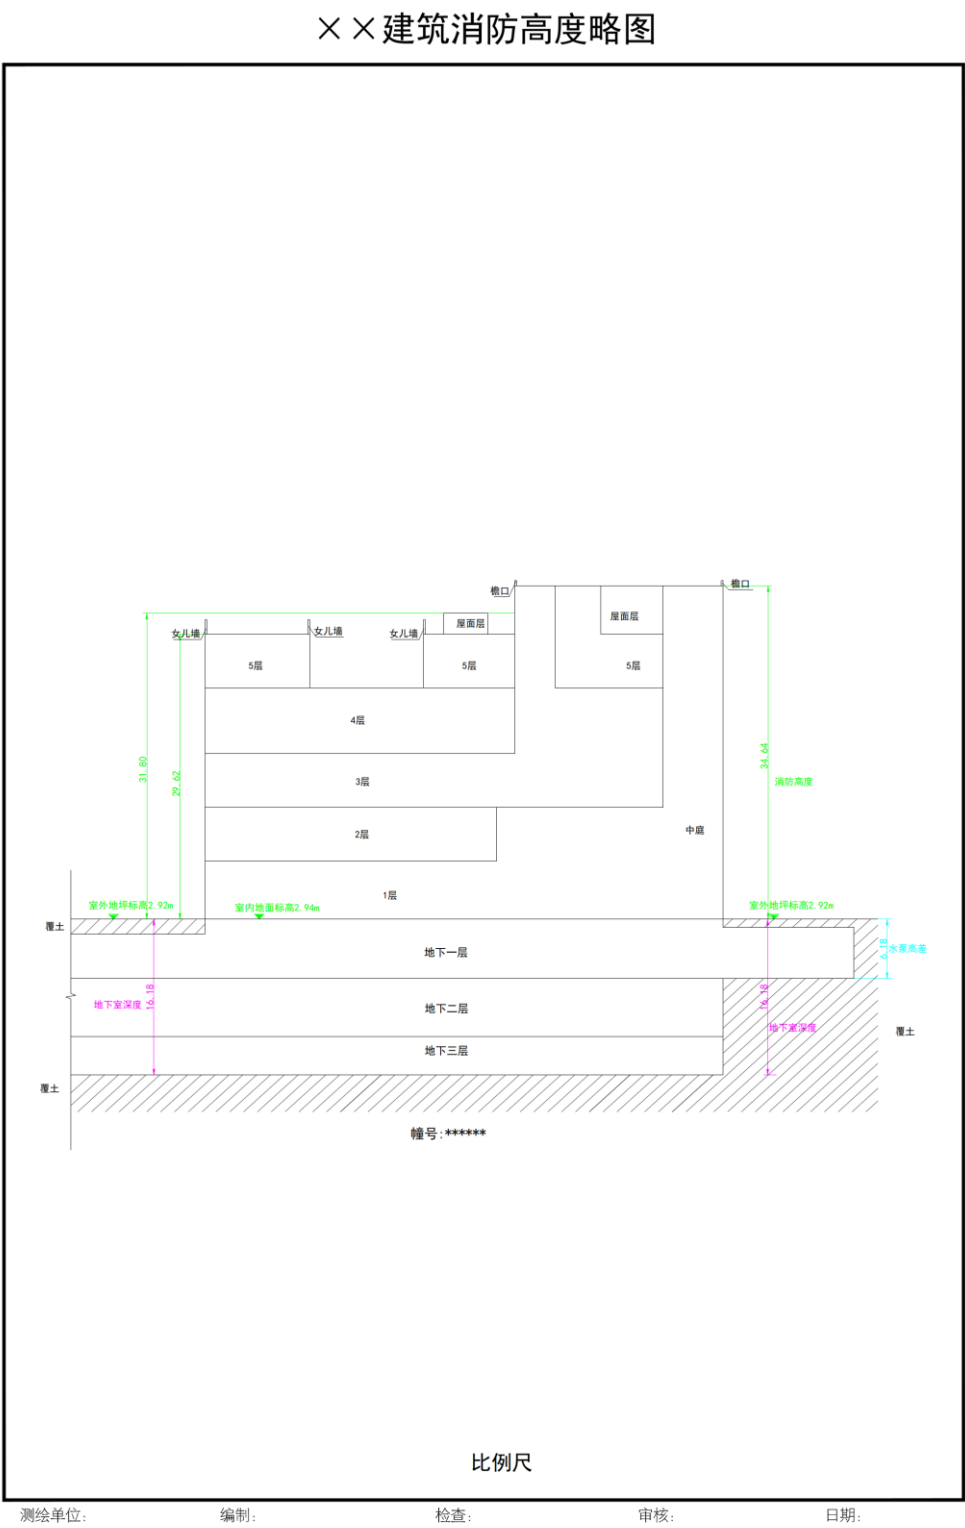 ××建筑消防高度略图
檐口
檐口
屋面层
屋面层
女儿墙
女儿墙
女儿墙
5层
5层
5层
4层
31.80
29.62
34.64
3层
消防高度
2层
中庭
1层
室外地坪标高2.92m
室内地面标高2.94m
室外地坪标高2.92m
覆土
地下一层
6.18
水泵高差
地下室深度
16.18
地下二层
16.18
地下室深度
覆土
地下三层
覆土
幢号:******
比例尺
测绘单位: 编制: 检查: 审核: 日期: